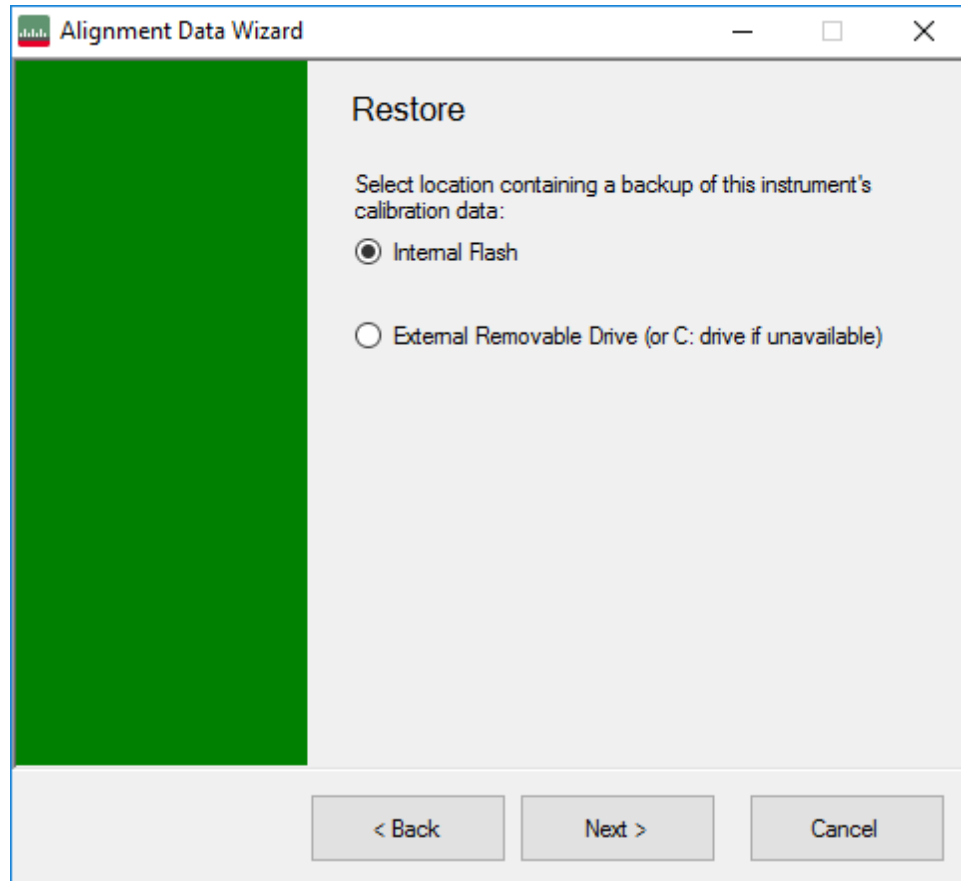 Alignment Data Wizard
Restore
Select location containing a backup of this instrument's
calibration data:
Internal Flash
External Removable Drive (or C: drive if unavailable)
< Back
Next >
Cancel